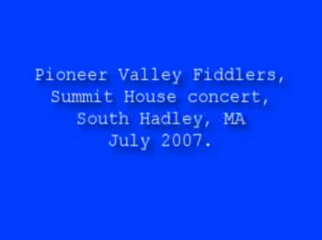 Pioneer Valley Fiddlers,
Summit House concert,
South Hadley, MA
July 2007.